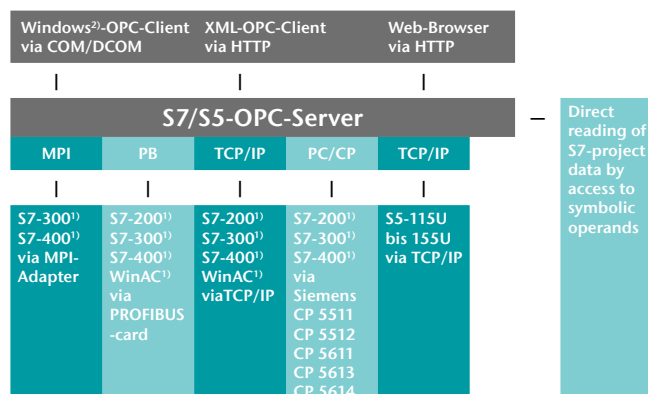 Windows²⁾-OPC-Client
via COM/DCOM
XML-OPC-Client
via HTTP
Web-Browser
via HTTP
S7/S5-OPC-Server
MPI
PB
TCP/IP
PC/CP
TCP/IP
S7-300¹⁾
S7-400¹⁾
via MPI-
Adapter
S7-200¹⁾
S7-300¹⁾
S7-400¹⁾
WinAC¹⁾
via
PROFIBUS
-card
S7-200¹⁾
S7-300¹⁾
S7-400¹⁾
WinAC¹⁾
viaTCP/IP
S7-200¹⁾
S7-300¹⁾
S7-400¹⁾
via
Siemens
CP 5511
CP 5512
CP 5611
CP 5613
CP 5614
S5-115U
bis 155U
via TCP/IP
Direct
reading of
S7-project
data by
access to
symbolic
operands